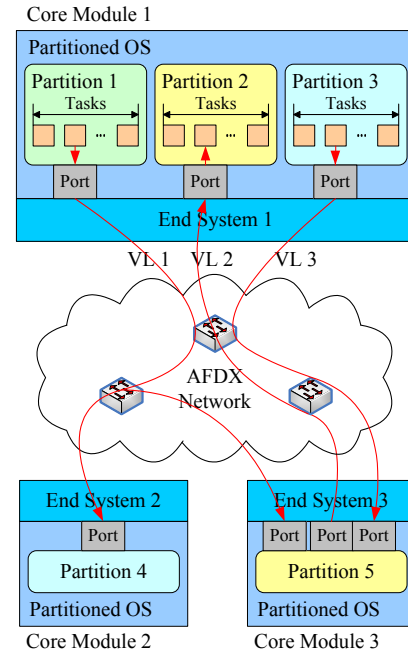 Core Module 1
Partitioned OS
Partition 1 Partition 2 Partition 3
Tasks Tasks Tasks
... ... ...
Port Port Port
End System 1
VL 1 VL 2 VL 3
AFDX
Network
End System 2 End System 3
Port Port Port Port
Partition 4 Partition 5
Partitioned OS Partitioned OS
Core Module 2 Core Module 3